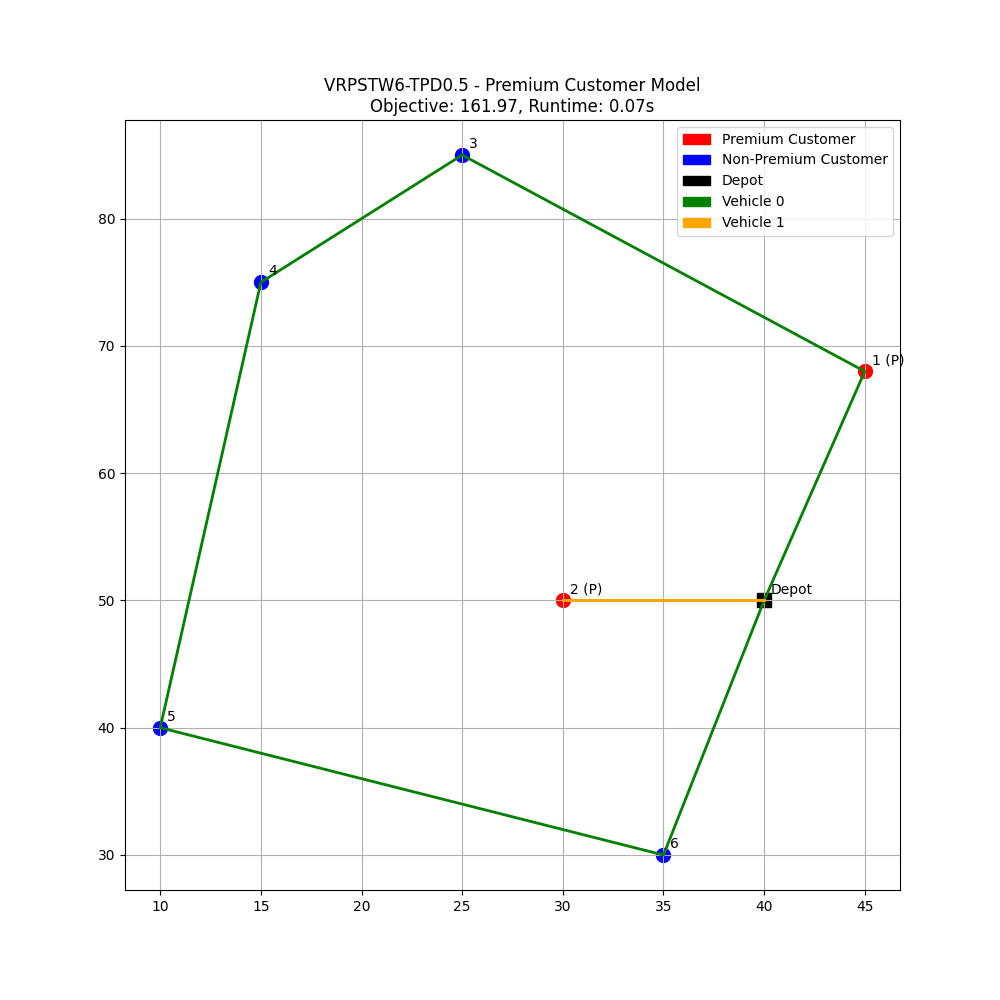 VRPSTW6-TPD0.5 - Premium Customer Model
Objective: 161.97, Runtime: 0.07s
Premium Customer
Non-Premium Customer
Depot
Vehicle 0
Vehicle 1
3
4
1 (P)
2 (P)
Depot
5
6
80
70
60
50
40
30
10 15 20 25 30 35 40 45